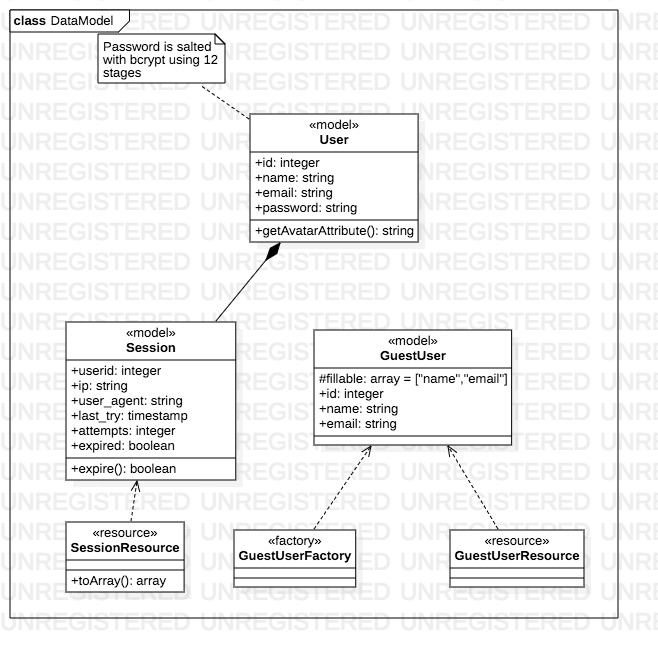 class DataModel
Password is salted
with bcrypt using 12
stages
«model»
User
+id: integer
+name: string
+email: string
+password: string
+getAvatarAttribute(): string
«model»
Session
+userid: integer
+ip: string
+user_agent: string
+last_try: timestamp
+attempts: integer
+expired: boolean
+expire(): boolean
«model»
GuestUser
#fillable: array = ["name","email"]
+id: integer
+name: string
+email: string
«resource»
SessionResource
+toArray(): array
«factory»
GuestUserFactory
«resource»
GuestUserResource
UNREGISTERED